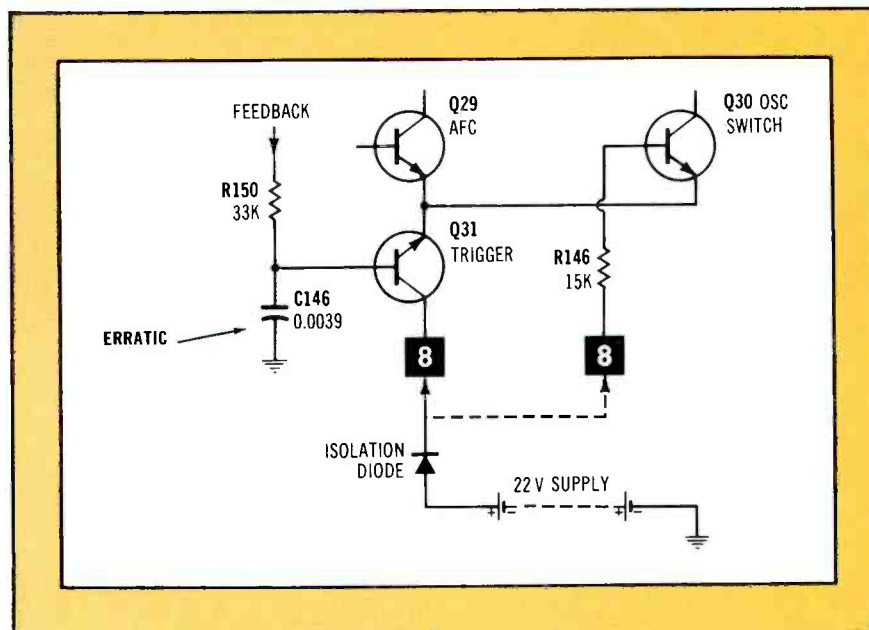 FEEDBACK
R150
33K
C146
0.0039
ERRATIC
Q29
AFC
Q31
TRIGGER
Q30 OSC
SWITCH
R146
15K
8
8
ISOLATION
DIODE
22 V SUPPLY
+ - + -